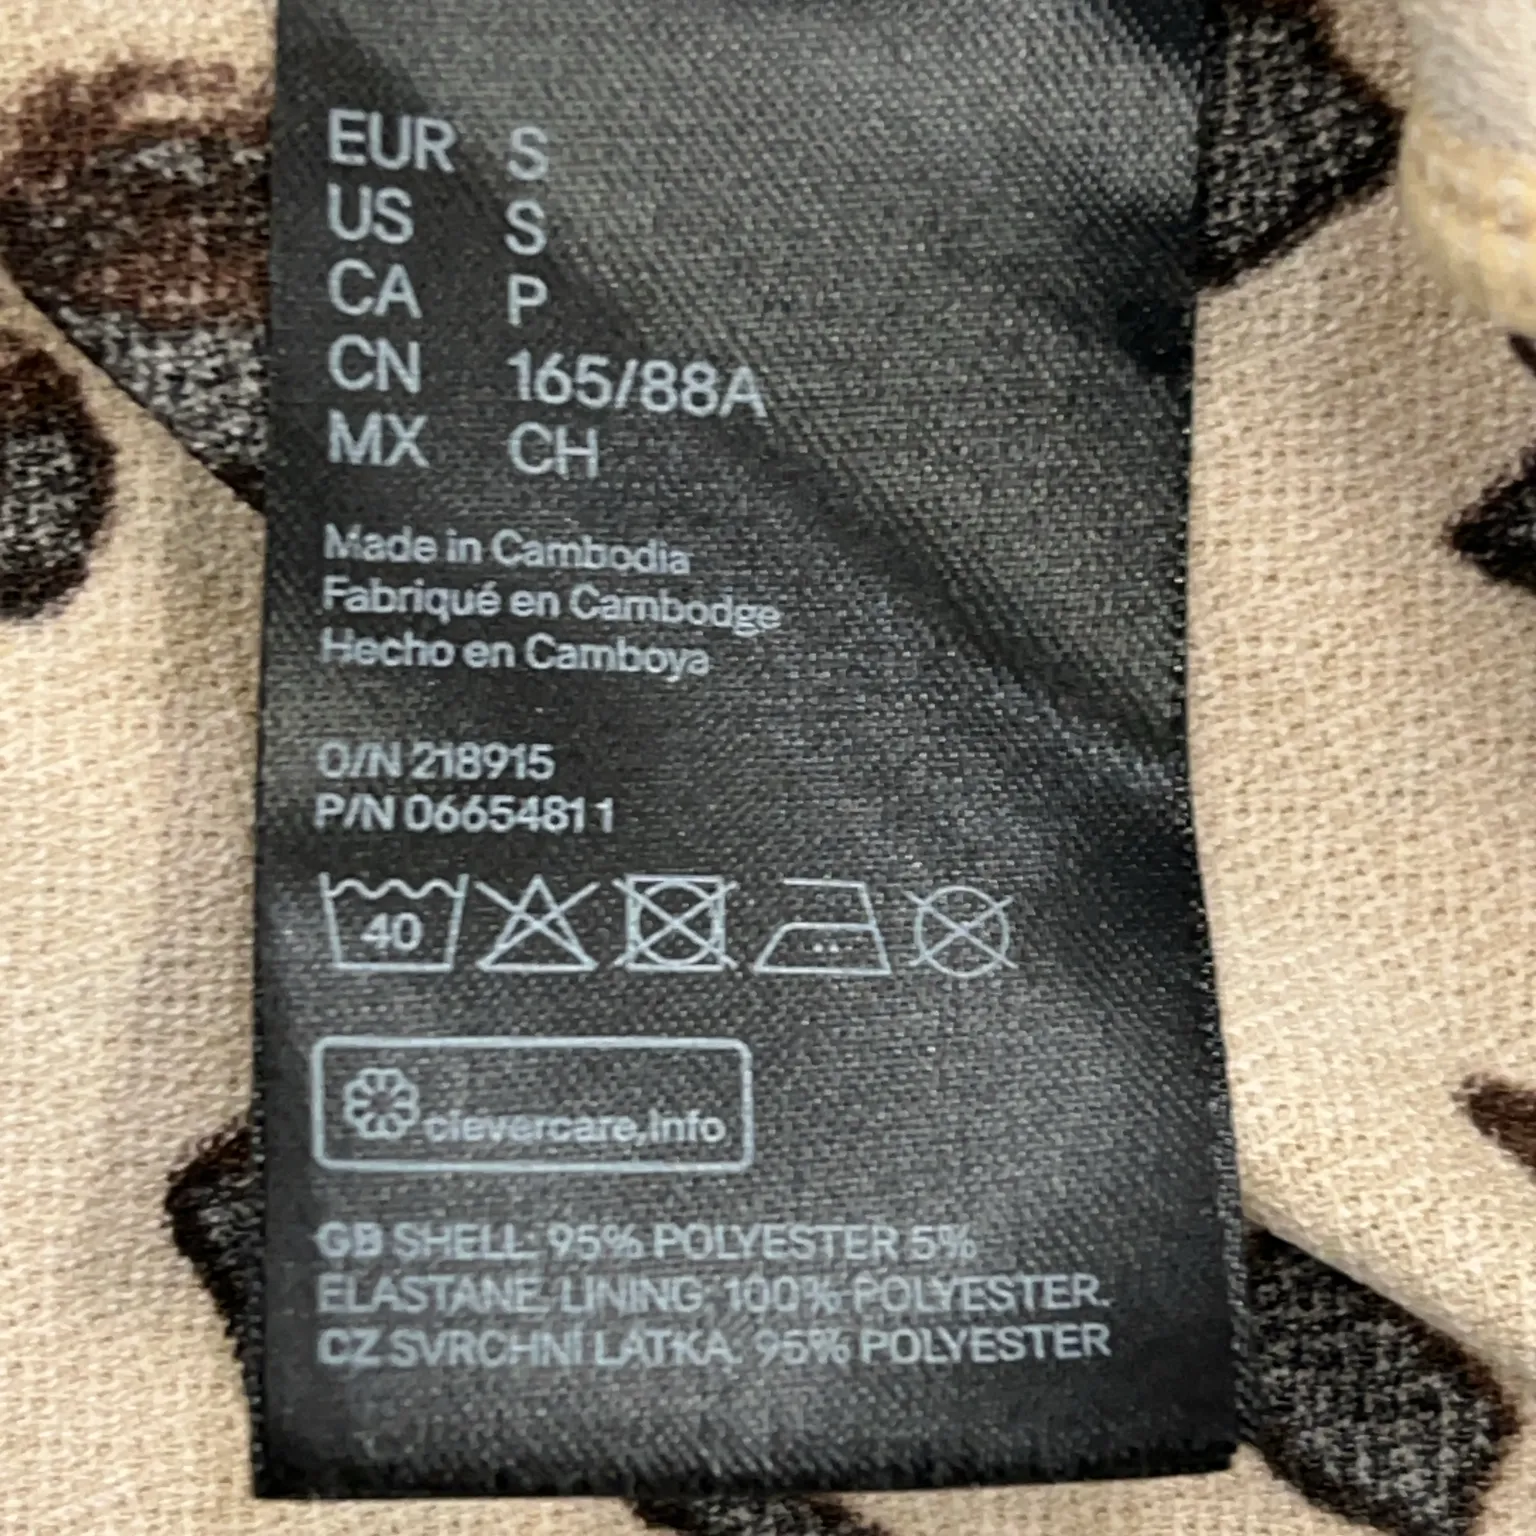 EUR S
US S
CA P
CN 165/88A
MX CH
Made in Cambodia
Fabriqué en Cambodge
Hecho en Camboya
O/N 218915
P/N 06654811
40
clevercare.info
GB SHELL: 95% POLYESTER 5%
ELASTANE. LINING: 100% POLYESTER.
CZ SVRCHNÍ LÁTKA: 95% POLYESTER